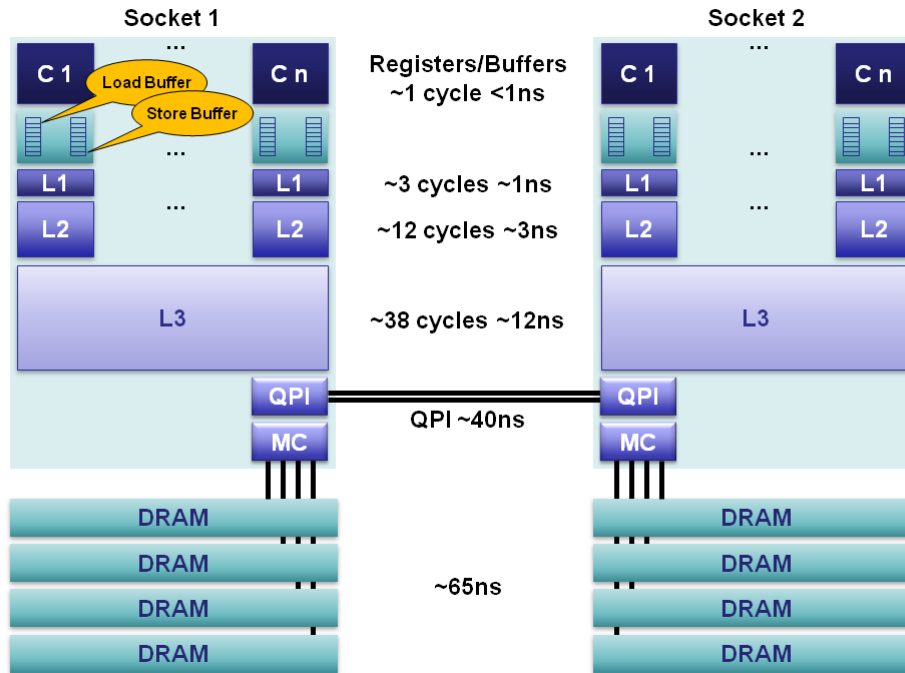 Socket 1
Socket 2
...
...
C 1
C n
Registers/Buffers
~1 cycle <1ns
C 1
C n
Load Buffer
Store Buffer
...
...
L1
L1
~3 cycles ~1ns
L1
L1
...
...
L2
L2
~12 cycles ~3ns
L2
L2
L3
~38 cycles ~12ns
L3
QPI
QPI
QPI ~40ns
MC
MC
DRAM
DRAM
DRAM
DRAM
~65ns
DRAM
DRAM
DRAM
DRAM